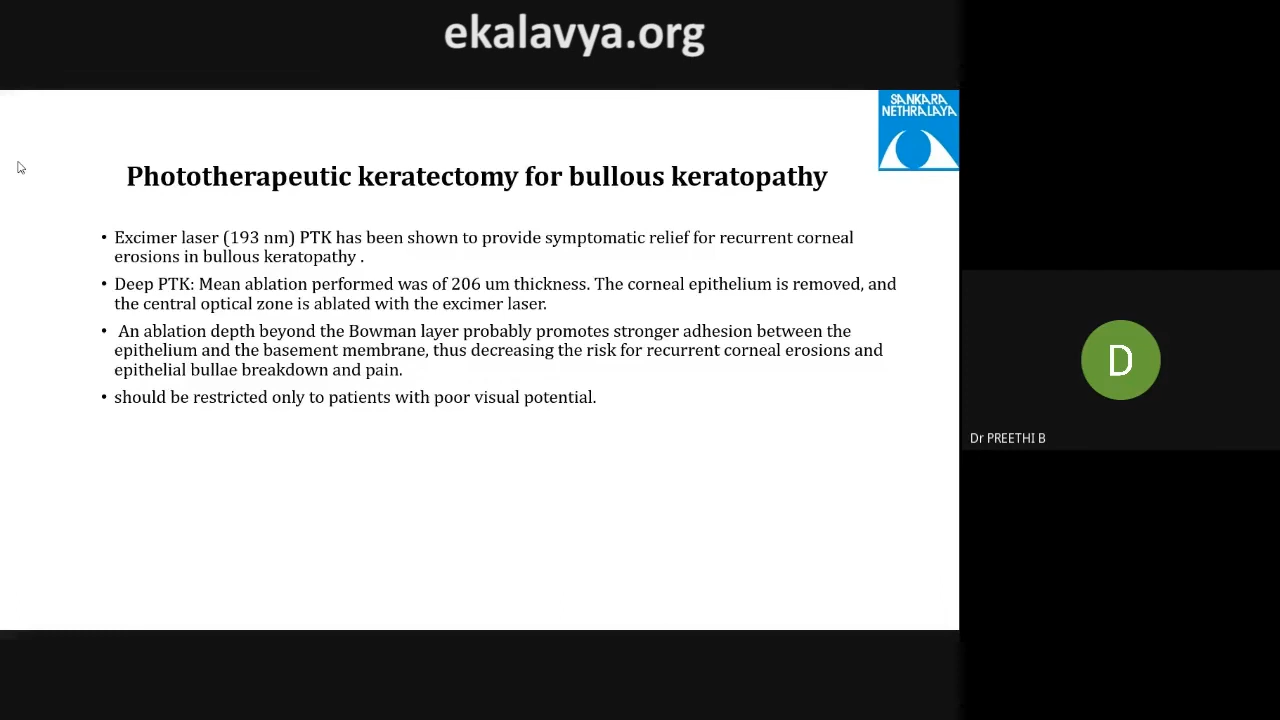 ekalavya.org
SANKARA
NETHRALAYA
Phototherapeutic keratectomy for bullous keratopathy
• Excimer laser (193 nm) PTK has been shown to provide symptomatic relief for recurrent corneal
erosions in bullous keratopathy .
• Deep PTK: Mean ablation performed was of 206 um thickness. The corneal epithelium is removed, and
the central optical zone is ablated with the excimer laser.
• An ablation depth beyond the Bowman layer probably promotes stronger adhesion between the
epithelium and the basement membrane, thus decreasing the risk for recurrent corneal erosions and
epithelial bullae breakdown and pain.
• should be restricted only to patients with poor visual potential.
D
Dr PREETHI B